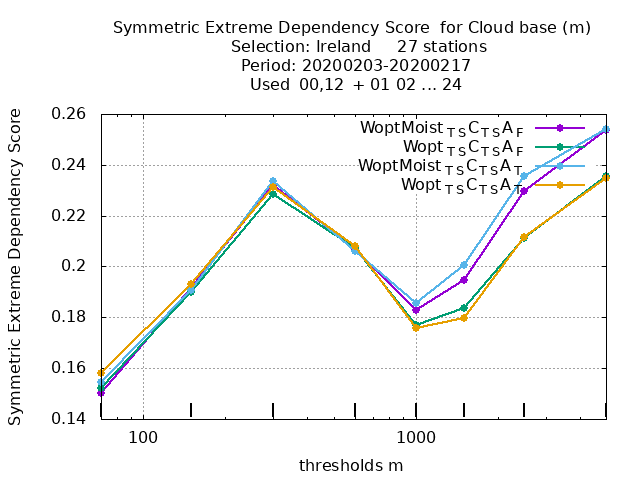 Symmetric Extreme Dependency Score  for Cloud base (m)
Selection: Ireland     27 stations
Period: 20200203-20200217
Used  00,12  + 01 02 ... 24
Symmetric Extreme Dependency Score
0.26
0.24
0.22
0.2
0.18
0.16
0.14
WoptMoist TS C TS A F
Wopt TS C TS A F
WoptMoist TS C TS A T
Wopt TS C TS A T
100 1000
thresholds m